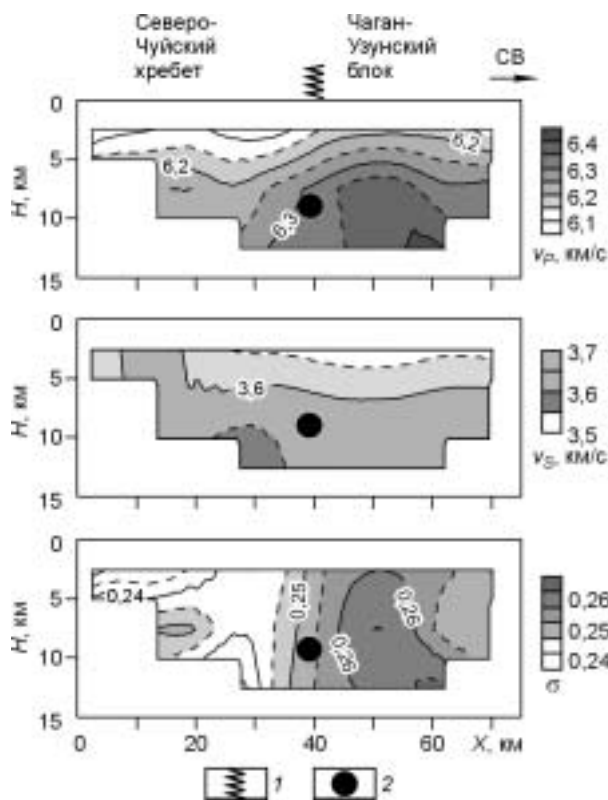 Северо-
Чуйский
хребет
Чаган-
Узунский
блок
СВ
0
5
10
15
H, км
6,2
6,2
6,3
6,4
6,3
6,2
6,1
vP, км/с
0
5
10
15
H, км
3,6
3,7
3,6
3,5
vS, км/с
0
5
10
15
H, км
<0,24
0,25
0,26
0,26
0,26
0,25
0,24
σ
0 20 40 60 X, км
1 2